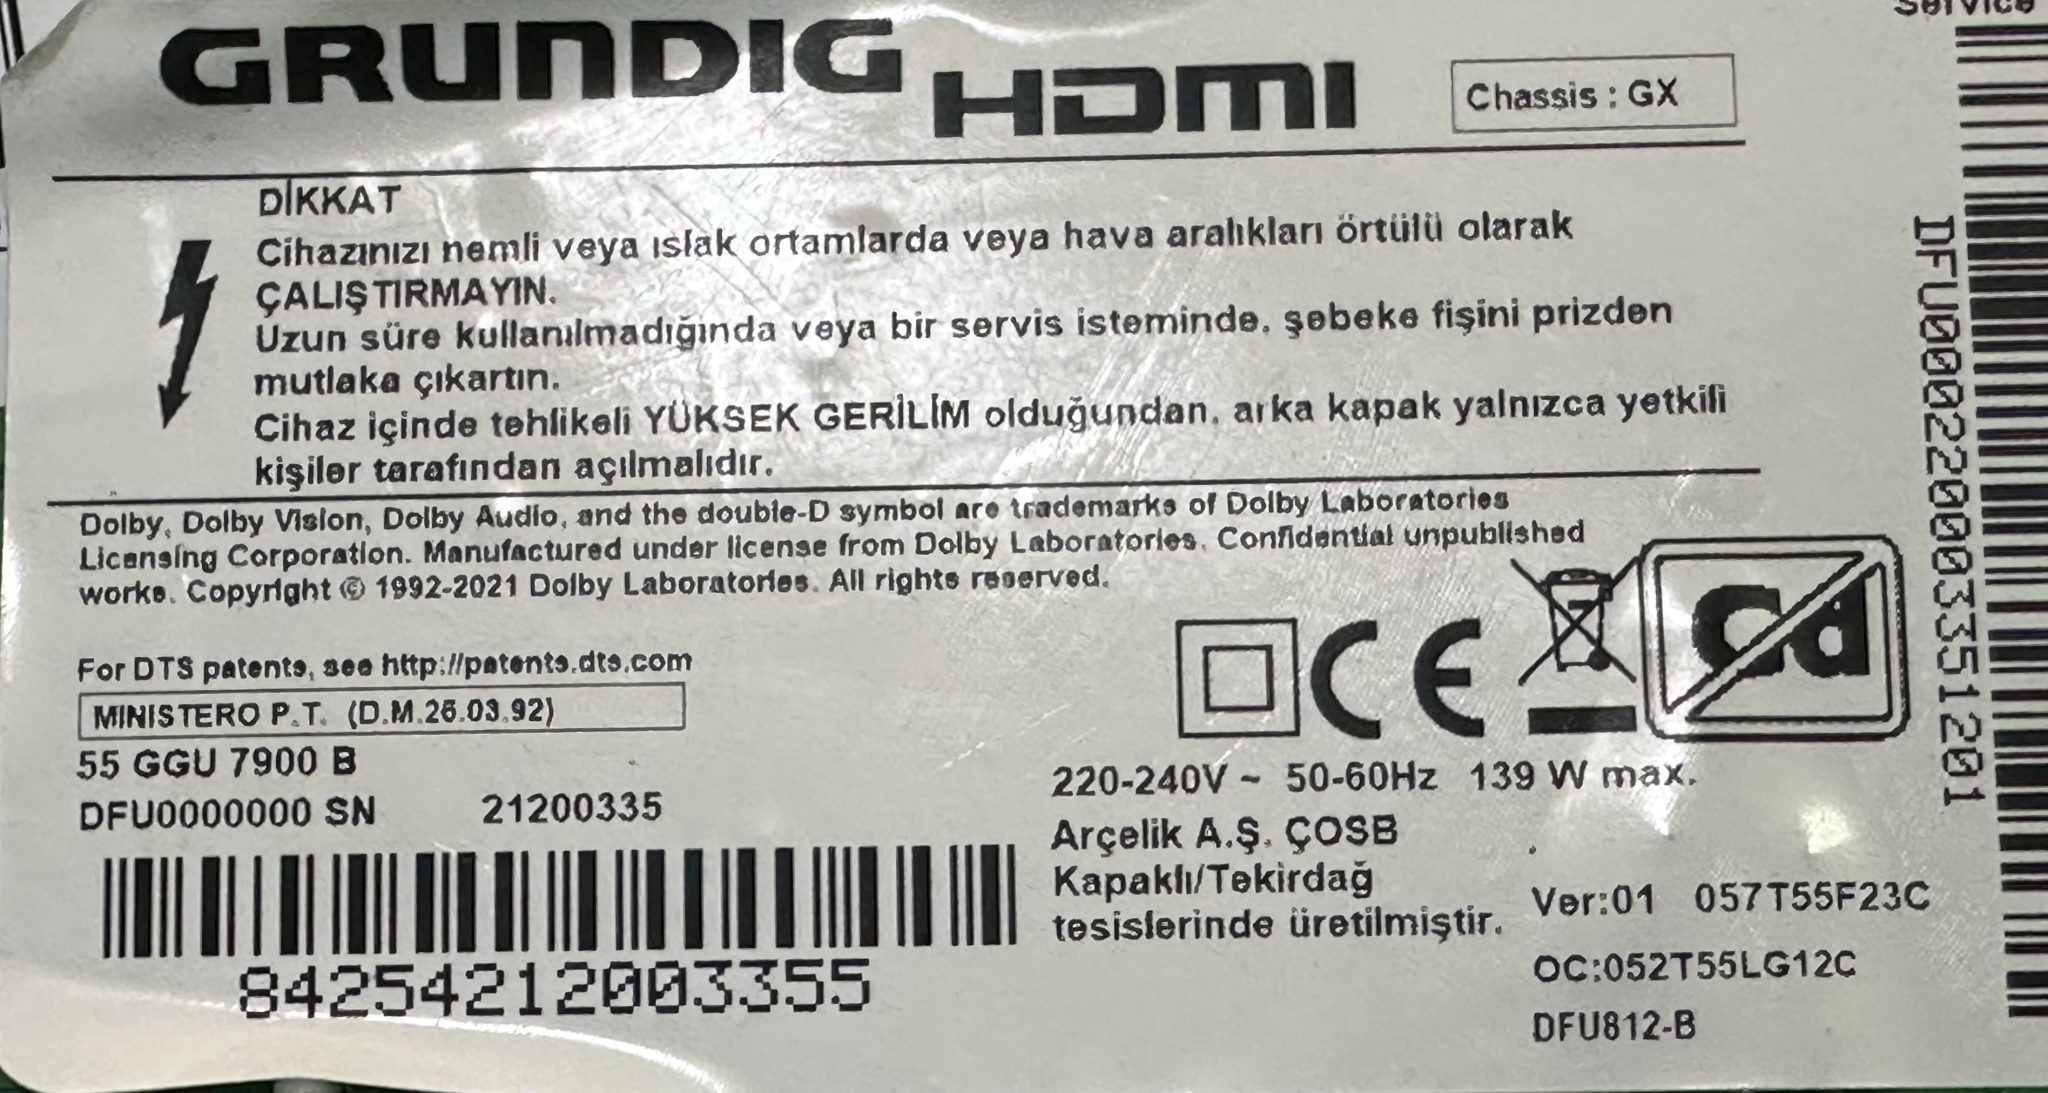 Service
GRUNDIG HDMI
Chassis : GX
DİKKAT
Cihazınızı nemli veya ıslak ortamlarda veya hava aralıkları örtülü olarak
ÇALIŞTIRMAYIN.
Uzun süre kullanılmadığında veya bir servis isteminde, şebeke fişini prizden
mutlaka çıkartın.
Cihaz içinde tehlikeli YÜKSEK GERİLİM olduğundan, arka kapak yalnızca yetkili
kişiler tarafından açılmalıdır.
Dolby, Dolby Vision, Dolby Audio, and the double-D symbol are trademarks of Dolby Laboratories
Licensing Corporation. Manufactured under license from Dolby Laboratories. Confidential unpublished
works. Copyright © 1992-2021 Dolby Laboratories. All rights reserved.
For DTS patents, see http://patents.dts.com
MINISTERO P.T. (D.M.26.03.92)
55 GGU 7900 B
DFU0000000 SN 21200335
84254212003355
CE
Pb
220-240V ~ 50-60Hz 139 W max.
Arçelik A.Ş. ÇOSB
Kapaklı/Tekirdağ
tesislerinde üretilmiştir.
Ver:01 057T55F23C
OC:052T55LG12C
DFU812-B
DFU000220003351201